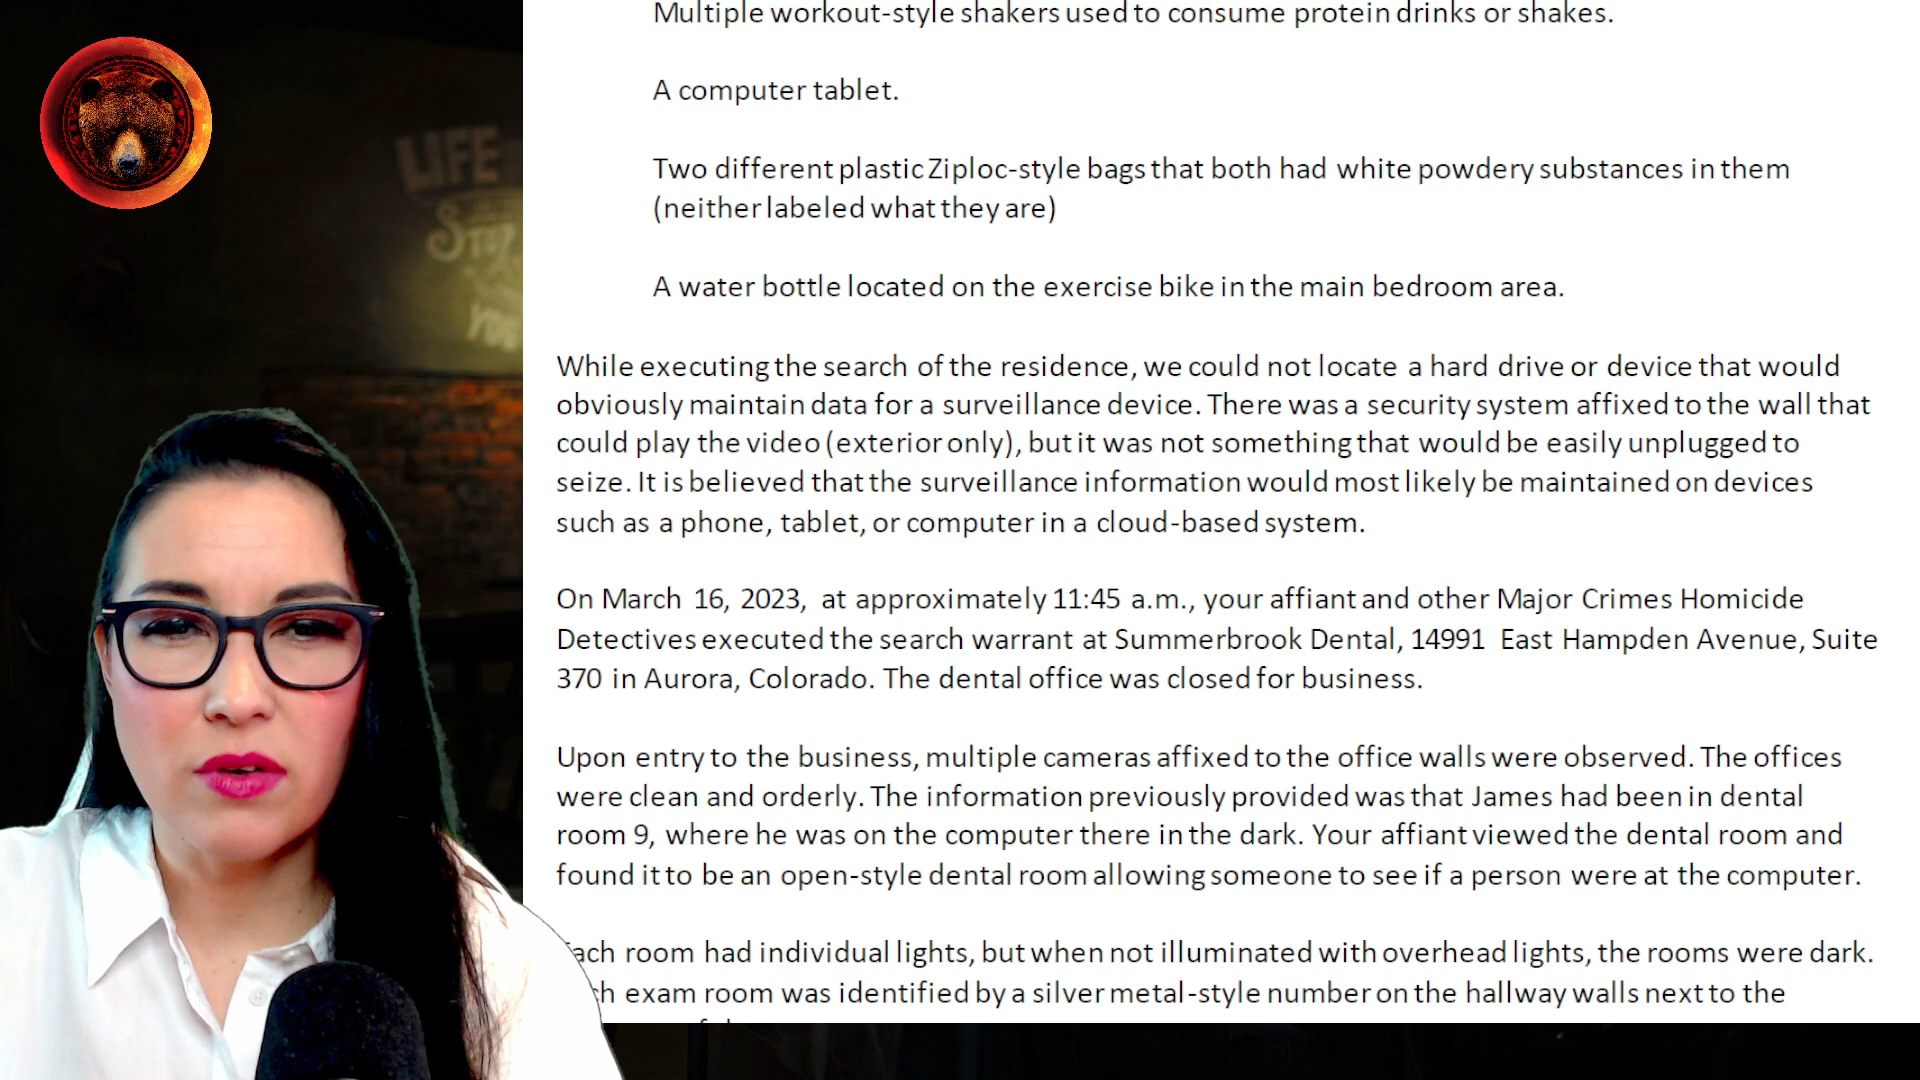 Multiple workout-style shakers used to consume protein drinks or shakes.
A computer tablet.
Two different plastic Ziploc-style bags that both had white powdery substances in them
(neither labeled what they are)
A water bottle located on the exercise bike in the main bedroom area.
While executing the search of the residence, we could not locate a hard drive or device that would
obviously maintain data for a surveillance device. There was a security system affixed to the wall that
could play the video (exterior only), but it was not something that would be easily unplugged to
seize. It is believed that the surveillance information would most likely be maintained on devices
such as a phone, tablet, or computer in a cloud-based system.
On March 16, 2023, at approximately 11:45 a.m., your affiant and other Major Crimes Homicide
Detectives executed the search warrant at Summerbrook Dental, 14991 East Hampden Avenue, Suite
370 in Aurora, Colorado. The dental office was closed for business.
Upon entry to the business, multiple cameras affixed to the office walls were observed. The offices
were clean and orderly. The information previously provided was that James had been in dental
room 9, where he was on the computer there in the dark. Your affiant viewed the dental room and
found it to be an open-style dental room allowing someone to see if a person were at the computer.
ach room had individual lights, but when not illuminated with overhead lights, the rooms were dark.
h exam room was identified by a silver metal-style number on the hallway walls next to the
LIFE